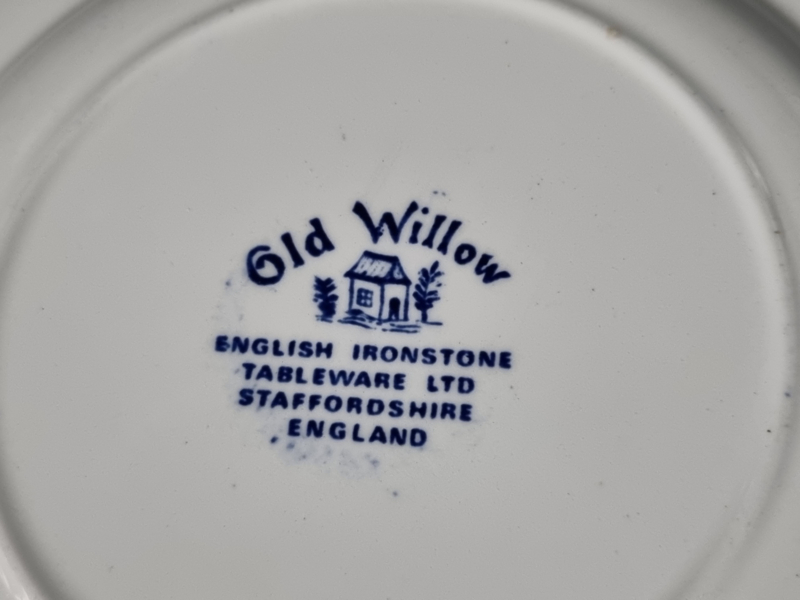 Old Willow
ENGLISH IRONSTONE
TABLEWARE LTD
STAFFORDSHIRE
ENGLAND